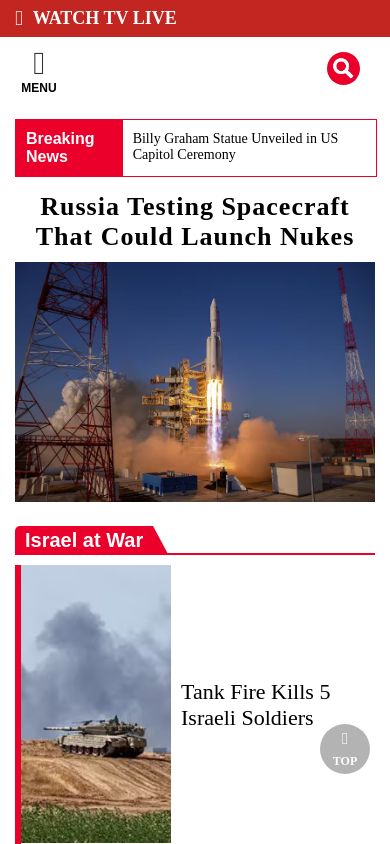 WATCH TV LIVE
MENU
Breaking
News
Billy Graham Statue Unveiled in US
Capitol Ceremony
Russia Testing Spacecraft
That Could Launch Nukes
Israel at War
Tank Fire Kills 5
Israeli Soldiers
TOP